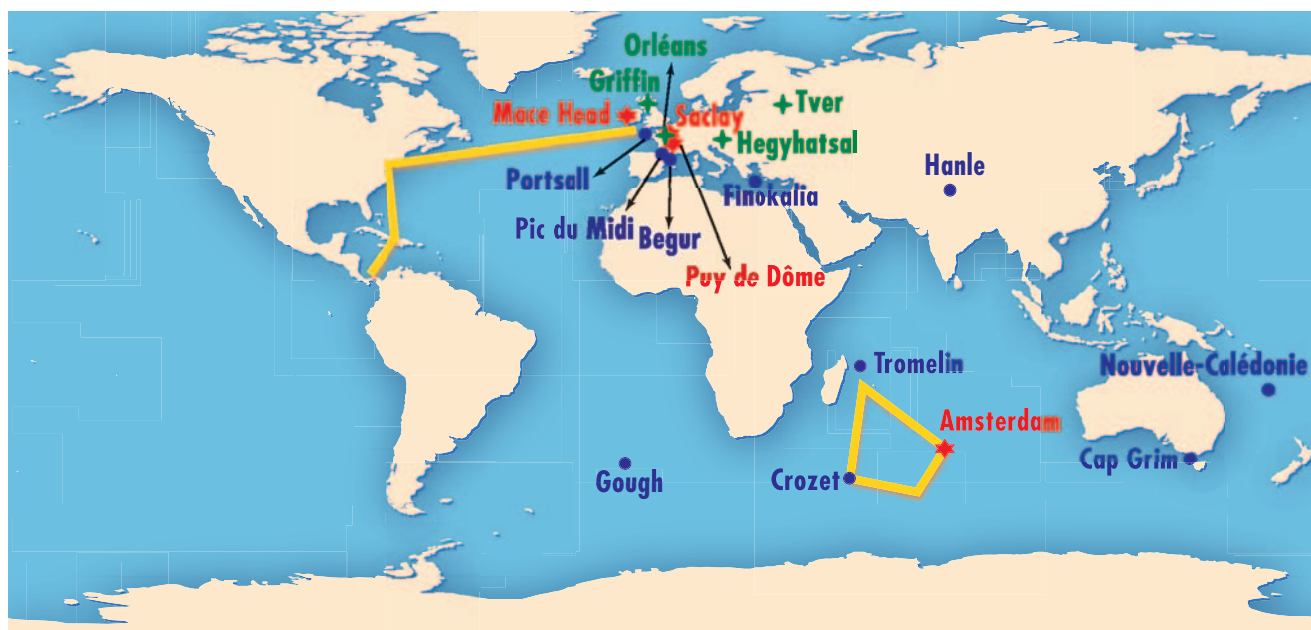 Orléans
Griffin
Mace Head
Saclay
Tver
Hegyhatsal
Hanle
Portsall
Finokalia
Pic du Midi
Begur
Puy de Dôme
Tromelin
Nouvelle-Calédonie
Amsterdam
Cap Grim
Gough
Crozet